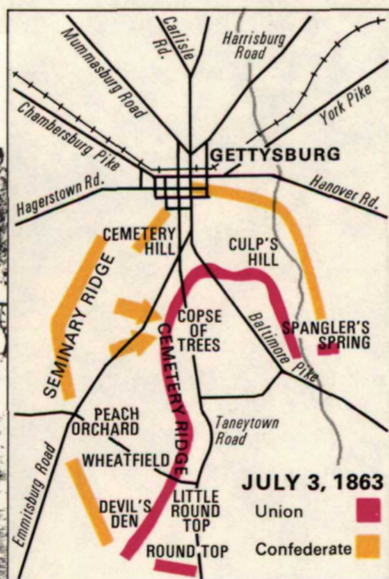 Carlisle
Rd.
Mummasburg Road
Harrisburg
Road
Chambersburg Pike
York Pike
GETTYSBURG
Hagerstown Rd.
Hanover Rd.
CEMETERY
HILL
CULP'S
HILL
SEMINARY RIDGE
COPSE
OF
TREES
CEMETERY RIDGE
Baltimore Pike
SPANGLER'S
SPRING
PEACH
ORCHARD
Taneytown
Road
WHEATFIELD
Emmitsburg Road
DEVIL'S
DEN
LITTLE
ROUND
TOP
ROUND TOP
JULY 3, 1863
Union
Confederate